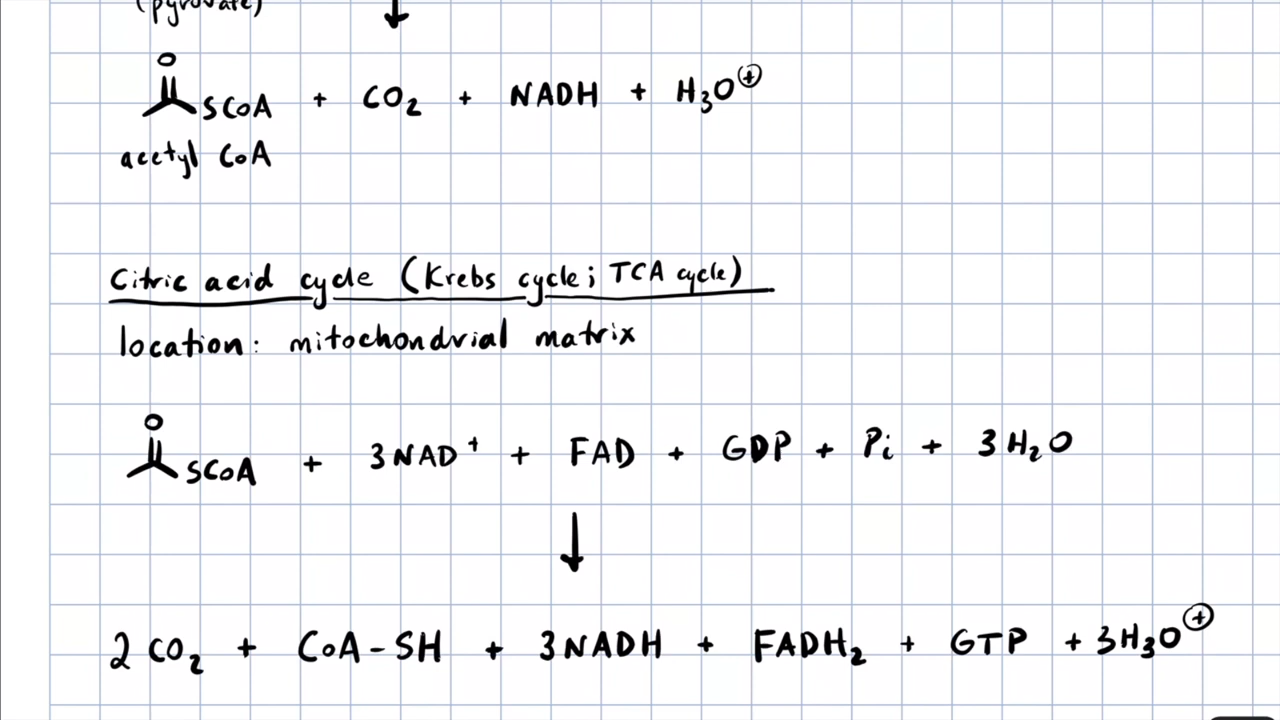 (pyruvate)
O
SCoA + CO2 + NADH + H3O⊕
acetyl CoA
Citric acid cycle (Krebs cycle; TCA cycle)
location: mitochondrial matrix
O
SCoA + 3NAD+ + FAD + GDP + Pi + 3H2O
2CO2 + CoA-SH + 3NADH + FADH2 + GTP + 3H3O⊕